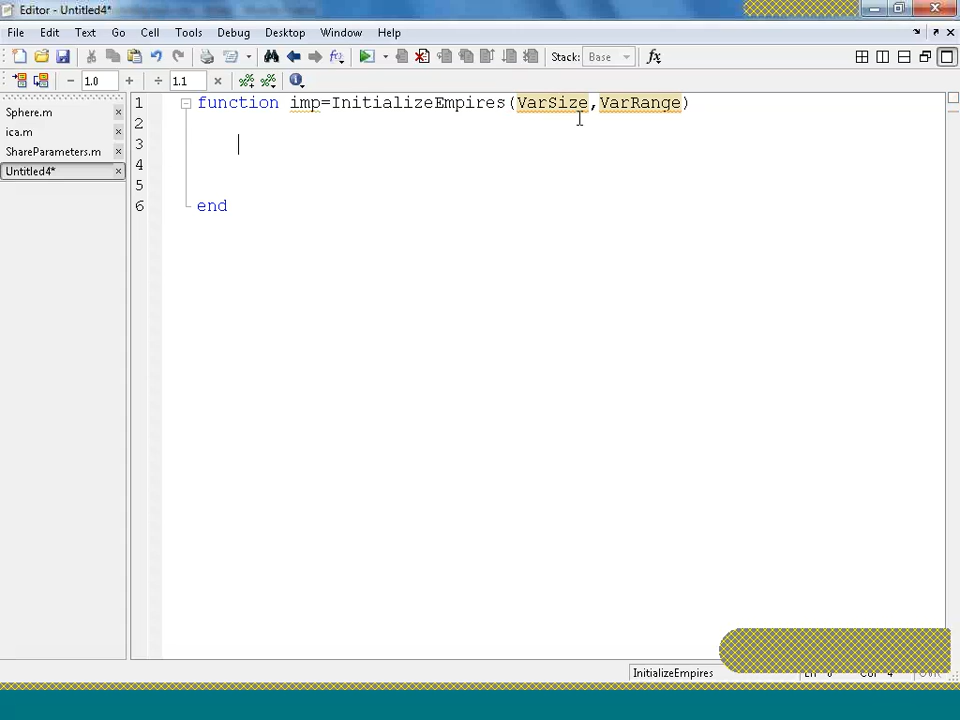 Editor - Untitled4*
File Edit Text Go Cell Tools Debug Desktop Window Help
Stack: Base fx
1.0 1.1
Sphere.m
ica.m
ShareParameters.m
Untitled4*
1 function imp=InitializeEmpires(VarSize,VarRange)
2
3
4
5
6 end
InitializeEmpires